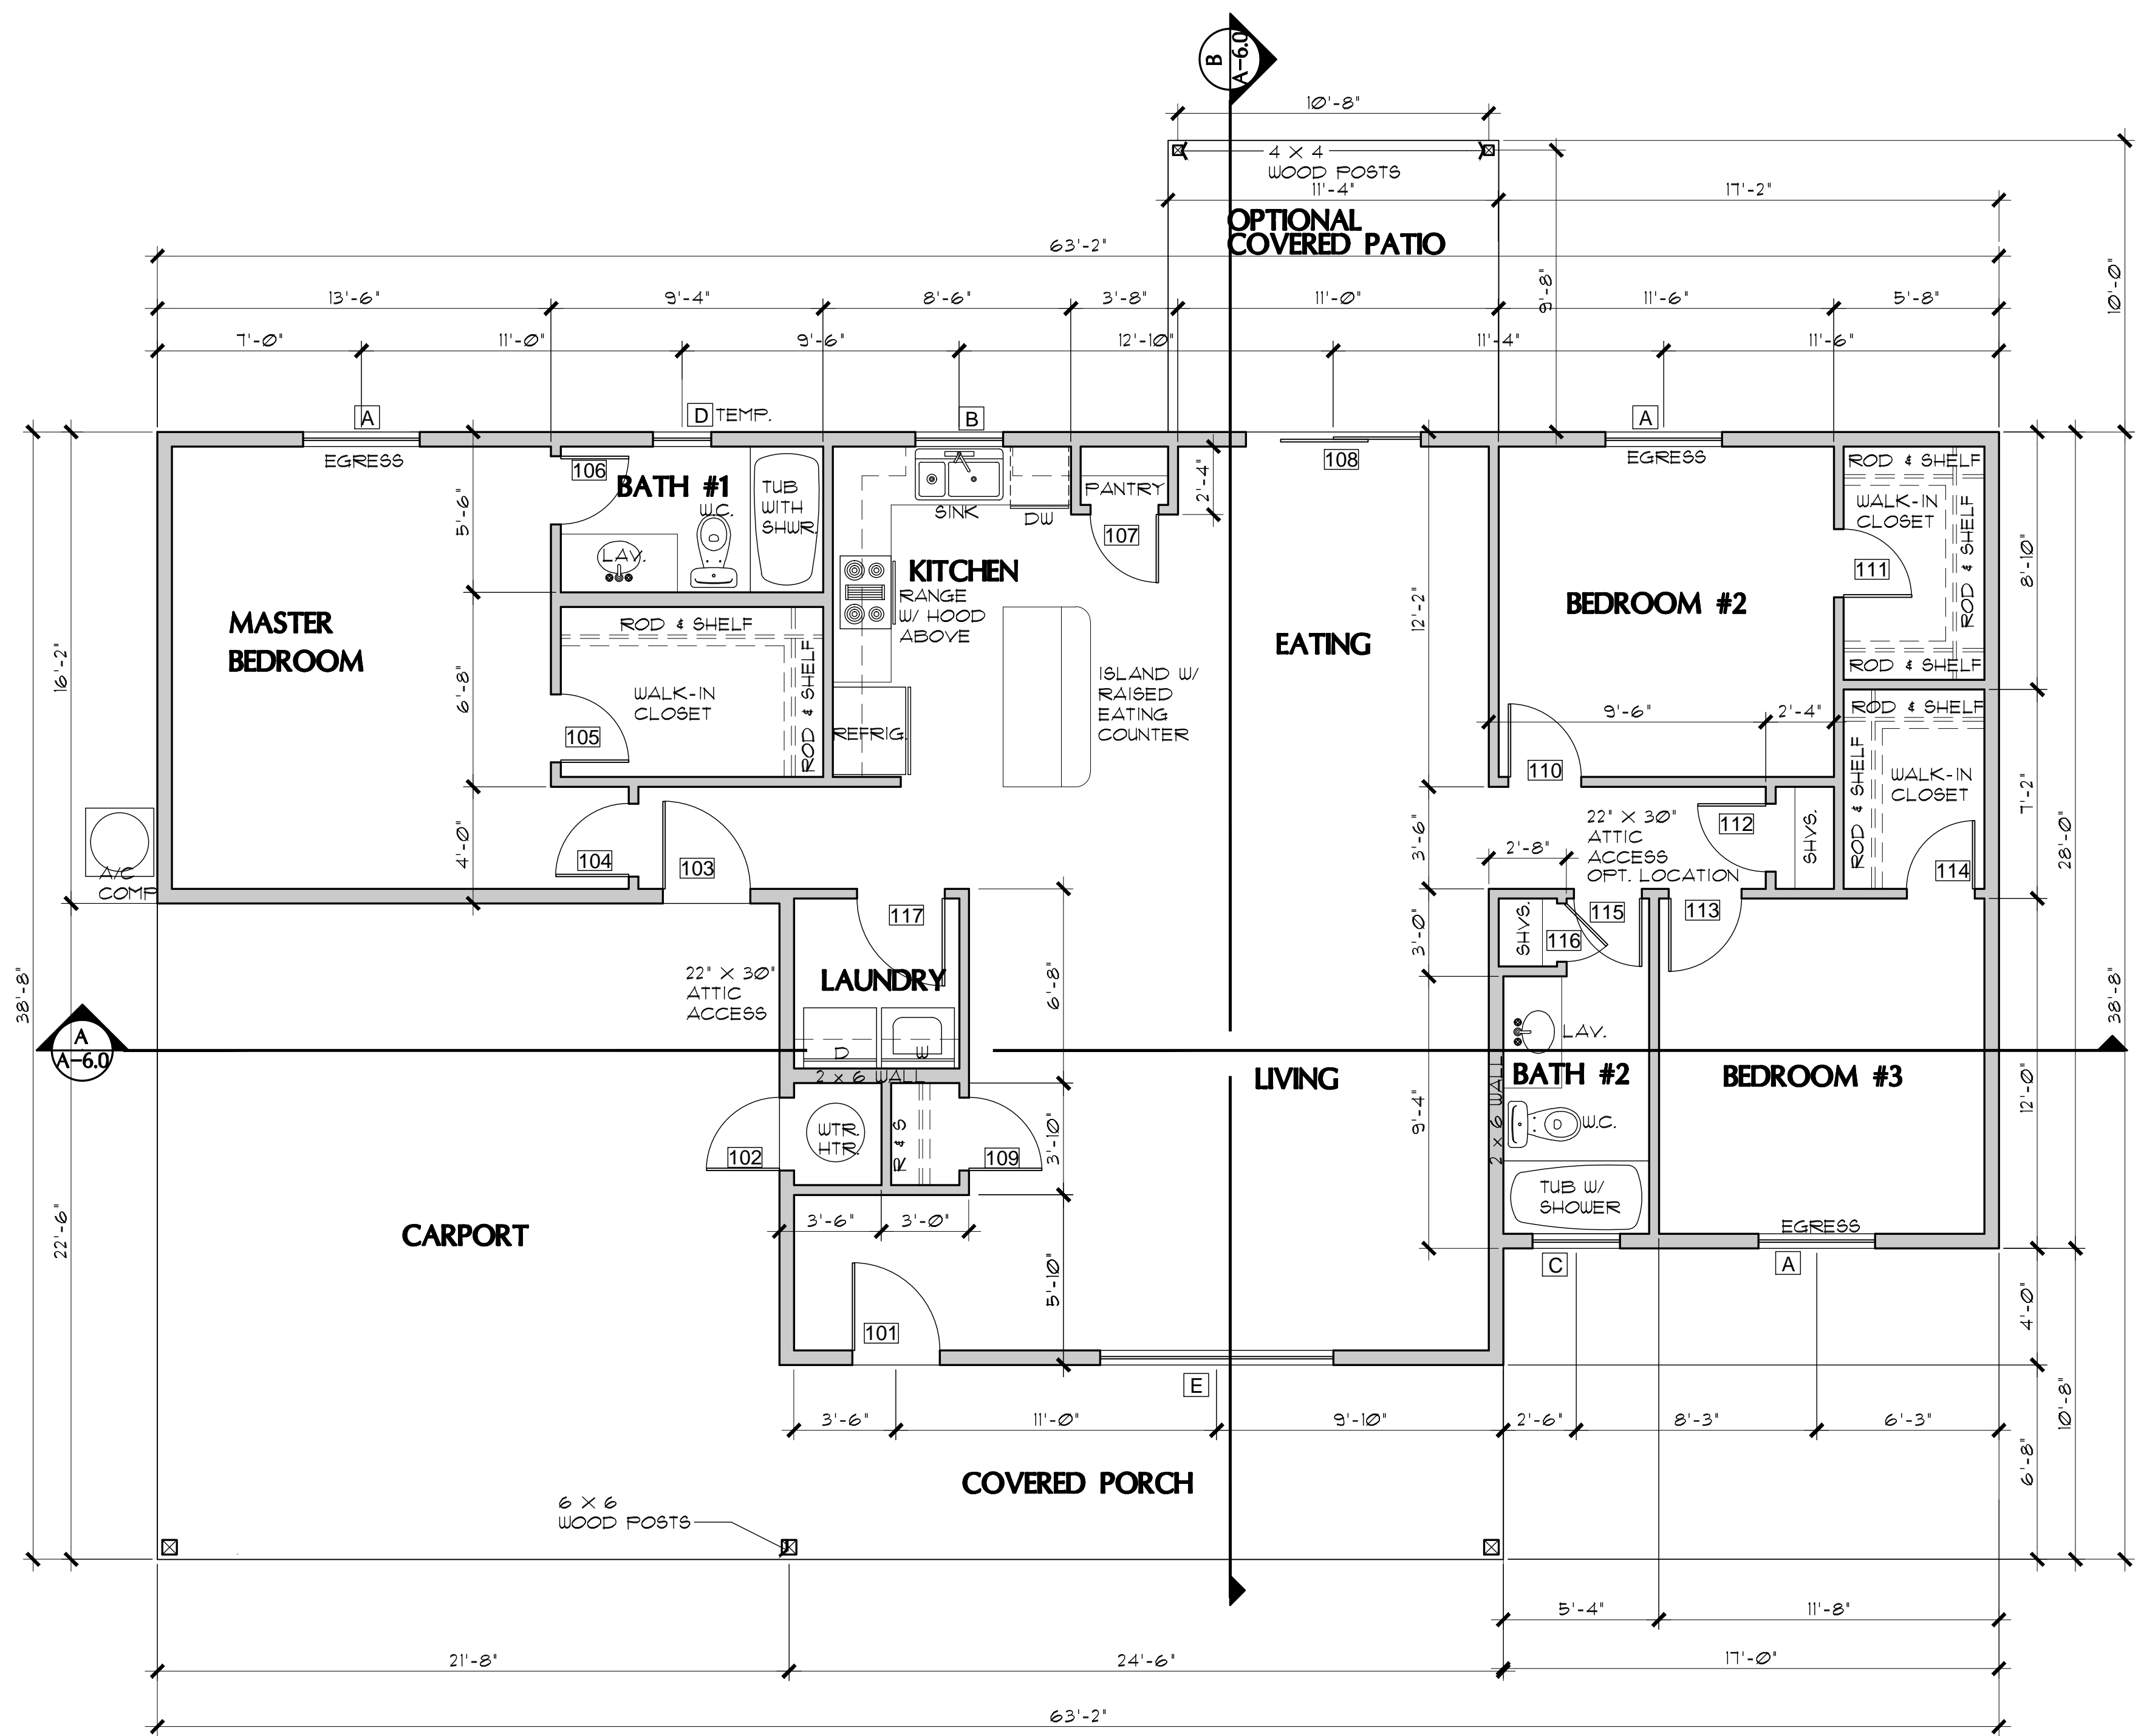 B
A-6.0
10'-8"
4 X 4
WOOD POSTS
11'-4"
17'-2"
OPTIONAL
COVERED PATIO
63'-2"
9'-8"
10'-0"
13'-6"
9'-4"
8'-6"
3'-8"
11'-0"
11'-6"
5'-8"
7'-0"
11'-0"
9'-6"
12'-10"
11'-4"
11'-6"
A
D TEMP.
B
A
EGRESS
108
EGRESS
106
BATH #1
W.C.
TUB
WITH
SHWR.
LAV.
SINK
DW
PANTRY
2'-4"
107
ROD & SHELF
WALK-IN
CLOSET
ROD & SHELF
111
ROD & SHELF
5'-6"
8'-10"
KITCHEN
RANGE
W/ HOOD
ABOVE
MASTER
BEDROOM
BEDROOM #2
EATING
12'-2"
16'-2"
ROD & SHELF
ROD & SHELF
WALK-IN
CLOSET
6'-8"
105
REFRIG.
ISLAND W/
RAISED
EATING
COUNTER
9'-6"
2'-4"
110
ROD & SHELF
ROD & SHELF
WALK-IN
CLOSET
7'-2"
28'-0"
A/C
COMP
4'-0"
104
103
3'-6"
2'-8"
22" X 30"
ATTIC
ACCESS
OPT. LOCATION
112
SHVS.
114
117
SHVS.
116
115
113
3'-0"
38'-8"
22" X 30"
ATTIC
ACCESS
LAUNDRY
6'-8"
38'-8"
A
A-6.0
D
W
2 x 6 WALL
LIVING
LAV.
BATH #2
BEDROOM #3
2 x 6 WALL
W.C.
9'-4"
12'-0"
102
WTR.
HTR.
R & S
109
3'-10"
TUB W/
SHOWER
22'-6"
CARPORT
3'-6"
3'-0"
5'-10"
EGRESS
C
A
101
4'-0"
E
3'-6"
11'-0"
9'-10"
2'-6"
8'-3"
6'-3"
10'-8"
6'-8"
COVERED PORCH
6 X 6
WOOD POSTS
5'-4"
11'-8"
21'-8"
24'-6"
17'-0"
63'-2"